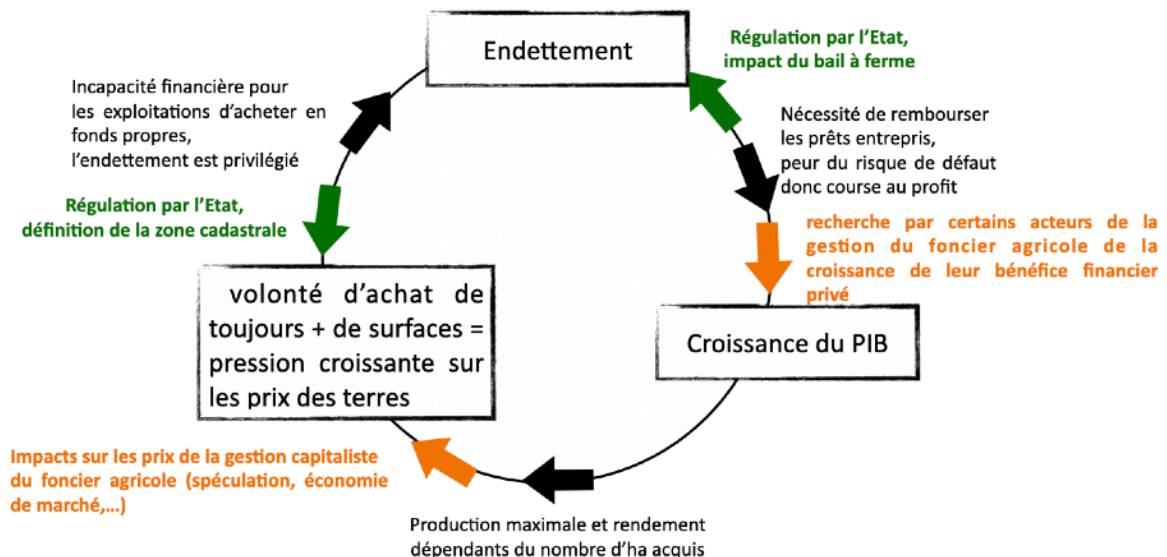 Endettement
Régulation par l’Etat,
impact du bail à ferme
Incapacité financière pour
les exploitations d’acheter en
fonds propres,
l’endettement est privilégié
Nécessité de rembourser
les prêts entrepris,
peur du risque de défaut
donc course au profit
Régulation par l’Etat,
définition de la zone cadastrale
recherche par certains acteurs de la
gestion du foncier agricole de la
croissance de leur bénéfice financier
privé
volonté d’achat de
toujours + de surfaces =
pression croissante sur
les prix des terres
Croissance du PIB
Impacts sur les prix de la gestion capitaliste
du foncier agricole (spéculation, économie
de marché,...)
Production maximale et rendement
dépendants du nombre d’ha acquis